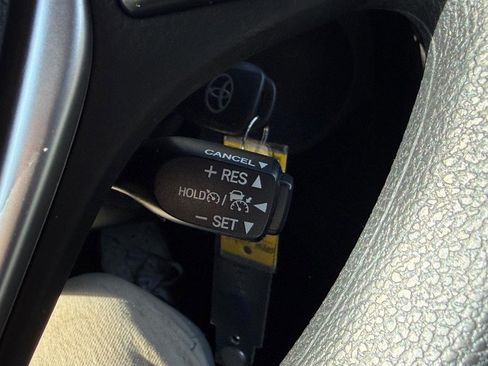 CANCEL ▼
+ RES ▲
HOLD /
− SET ▼